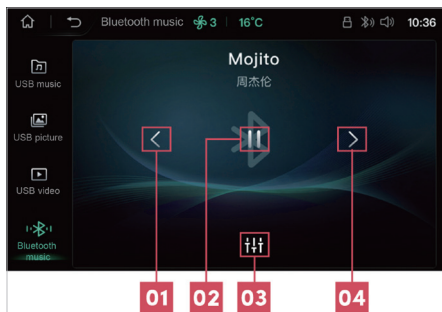 Bluetooth music 3 16°C 10:36
Mojito
周杰伦
USB music
USB picture
USB video
Bluetooth
music
01 02 03 04